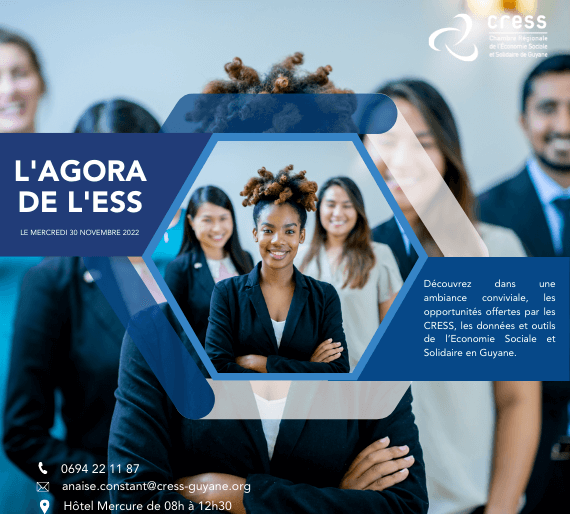 cress
Chambre Régionale
de l'Economie Sociale
et Solidaire de Guyane
L'AGORA
DE L'ESS
LE MERCREDI 30 NOVEMBRE 2022
Découvrez dans une
ambiance conviviale, les
opportunités offertes par les
CRESS, les données et outils
de l'Economie Sociale et
Solidaire en Guyane.
0694 22 11 87
anaise.constant@cress-guyane.org
Hôtel Mercure de 08h à 12h30